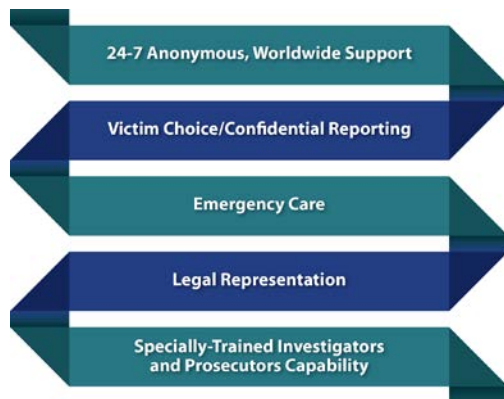 24-7 Anonymous, Worldwide Support
Victim Choice/Confidential Reporting
Emergency Care
Legal Representation
Specially-Trained Investigators
and Prosecutors Capability